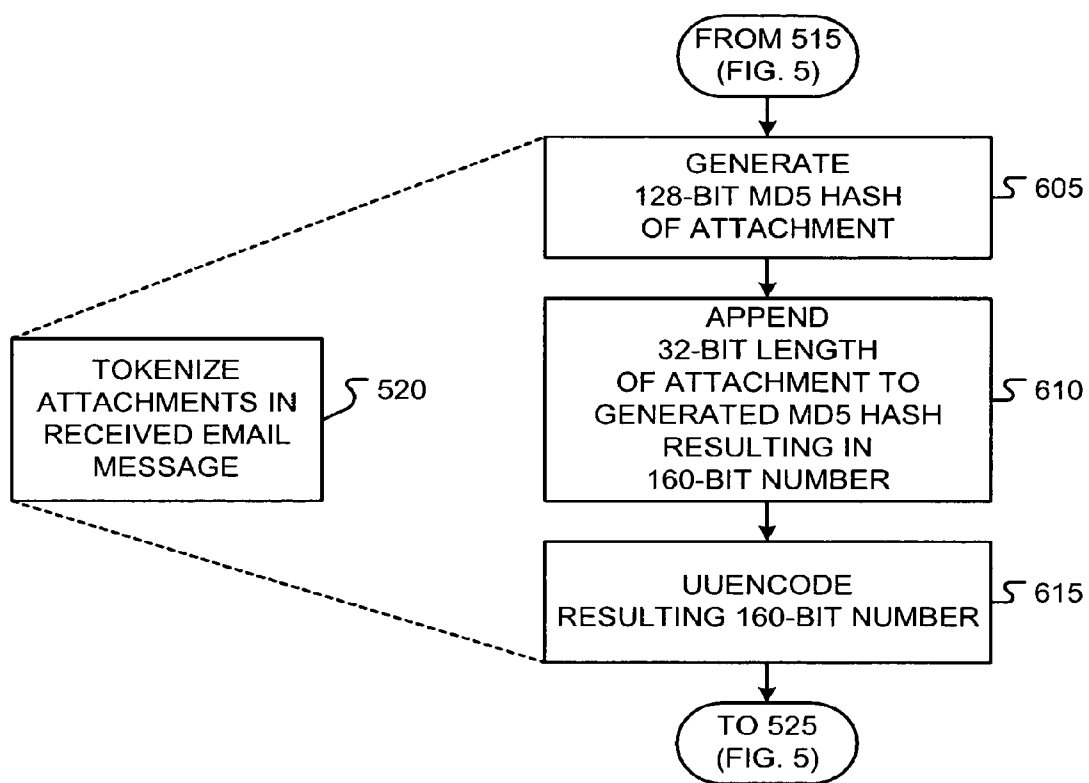 FROM 515
(FIG. 5)
GENERATE
128-BIT MD5 HASH
OF ATTACHMENT
605
APPEND
32-BIT LENGTH
OF ATTACHMENT TO
GENERATED MD5 HASH
RESULTING IN
160-BIT NUMBER
610
TOKENIZE
ATTACHMENTS IN
RECEIVED EMAIL
MESSAGE
520
UUENCODE
RESULTING 160-BIT NUMBER
615
TO 525
(FIG. 5)